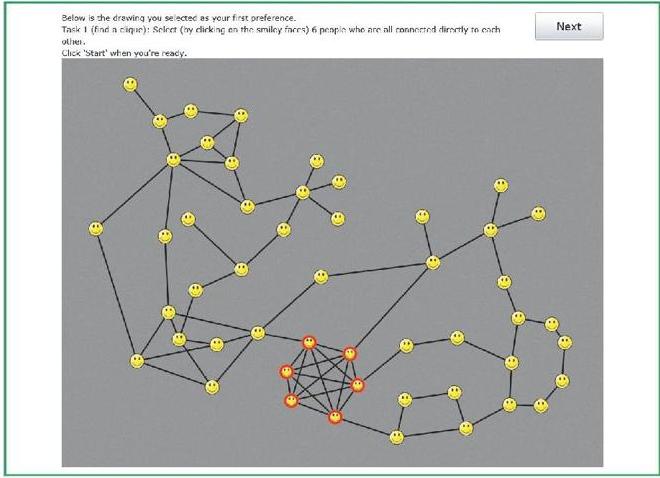 Below is the drawing you selected as your first preference.
Task 1 (find a clique): Select (by clicking on the smiley faces) 6 people who are all connected directly to each
other.
Click 'Start' when you're ready.
Next